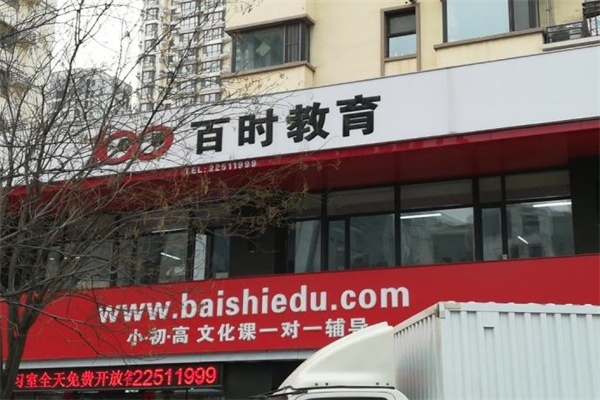 百时教育
TEL:22511999
www.baishiedu.com
小·初·高 文化课一对一辅导
习室全天免费开放 22511999